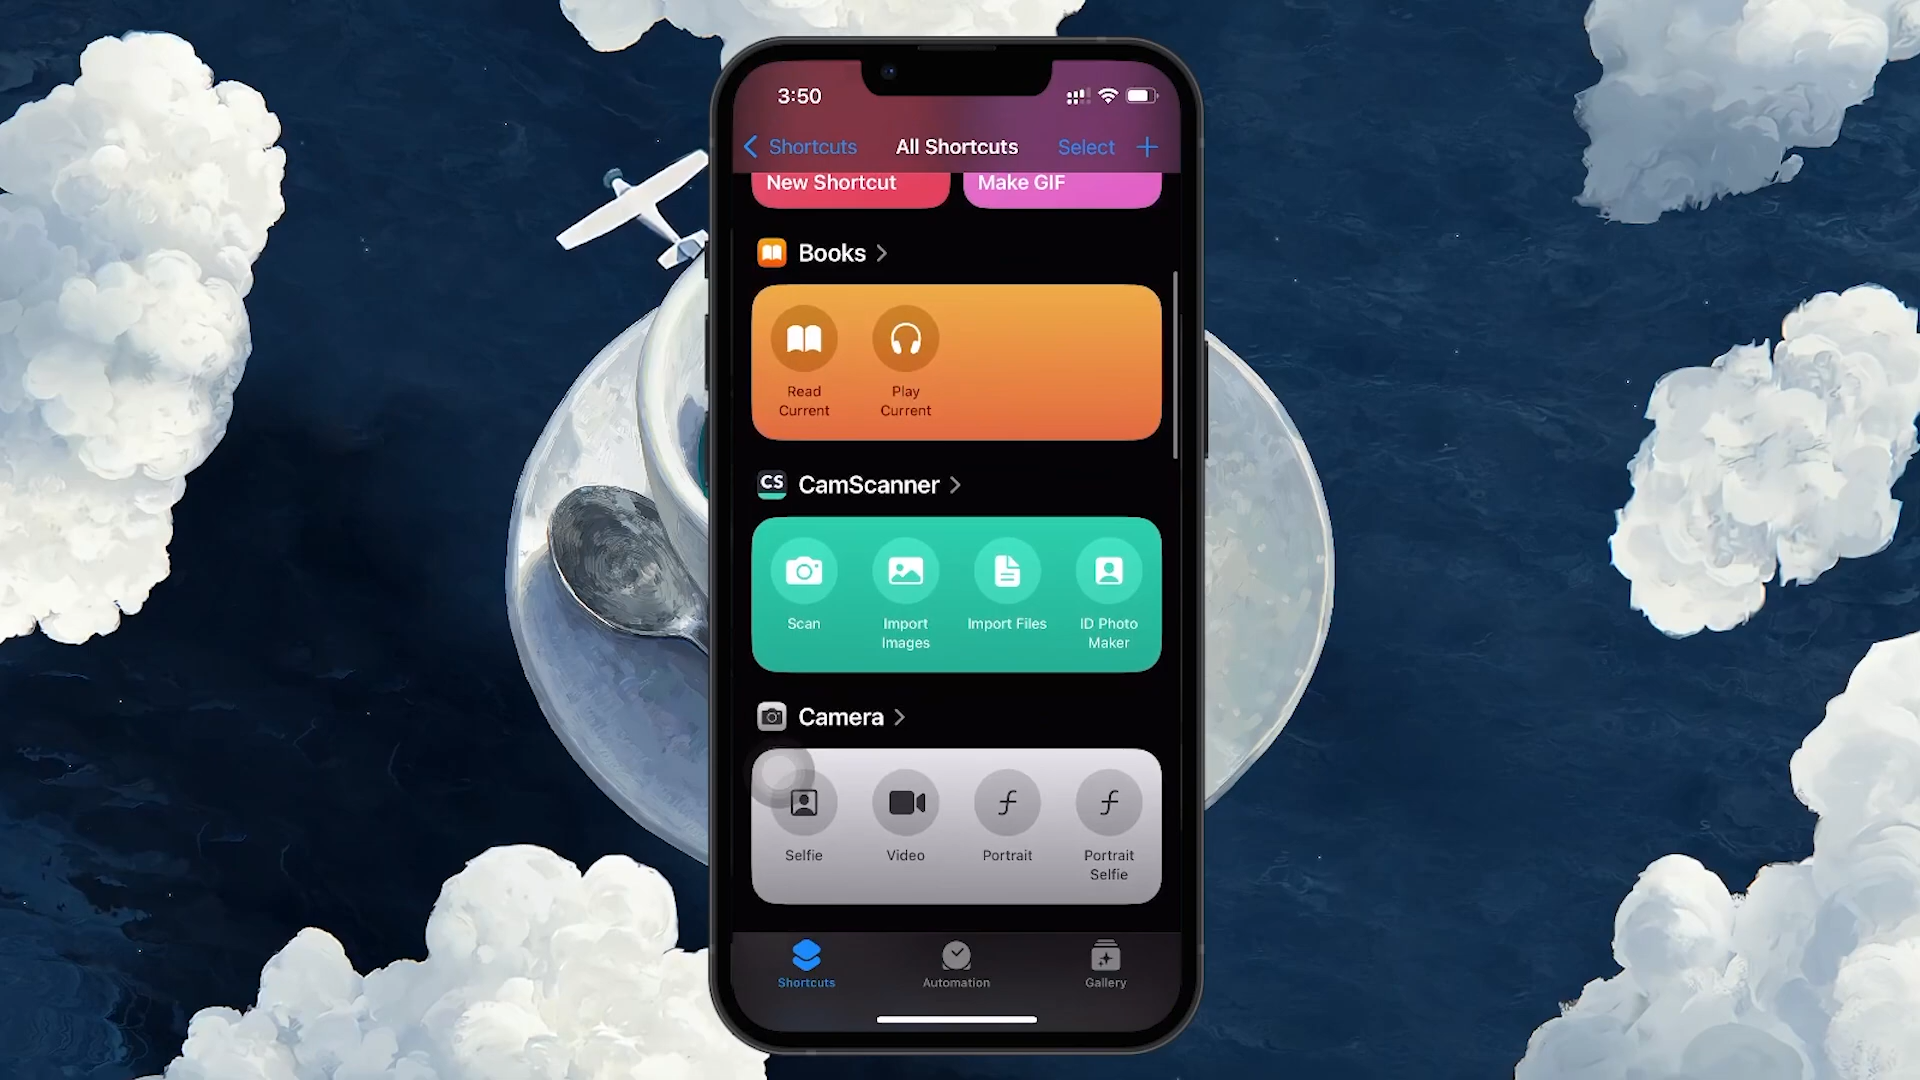 3:50
Shortcuts
All Shortcuts
Select
New Shortcut
Make GIF
Books
Read
Current
Play
Current
CS
CamScanner
Scan
Import
Images
Import Files
ID Photo
Maker
Camera
Selfie
Video
Portrait
Portrait
Selfie
Shortcuts
Automation
Gallery